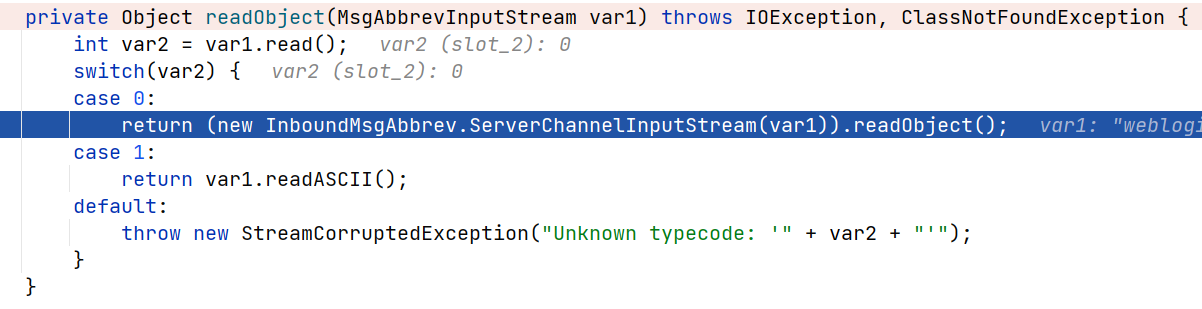 private Object readObject(MsgAbbrevInputStream var1) throws IOException, ClassNotFoundException {
    int var2 = var1.read();   var2 (slot_2): 0
    switch(var2) {   var2 (slot_2): 0
    case 0:
        return (new InboundMsgAbbrev.ServerChannelInputStream(var1)).readObject();   var1: "weblogi
    case 1:
        return var1.readASCII();
    default:
        throw new StreamCorruptedException("Unknown typecode: '" + var2 + "'");
    }
}